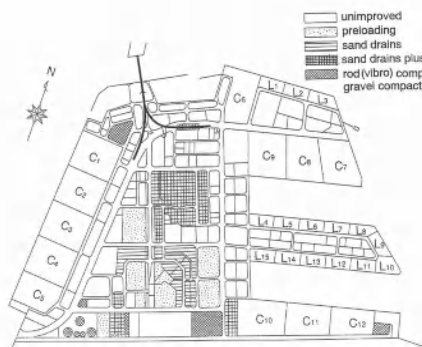 unimproved
preloading
sand drains
sand drains plus
rod (vibro) comp
gravel compact
N
C6
L1 L2 L3
C1
C9 C8 C7
C2
C3
L4 L5 L6 L7 L8
L9
C4
L15 L14 L13 L12 L11 L10
C5
C10 C11 C12